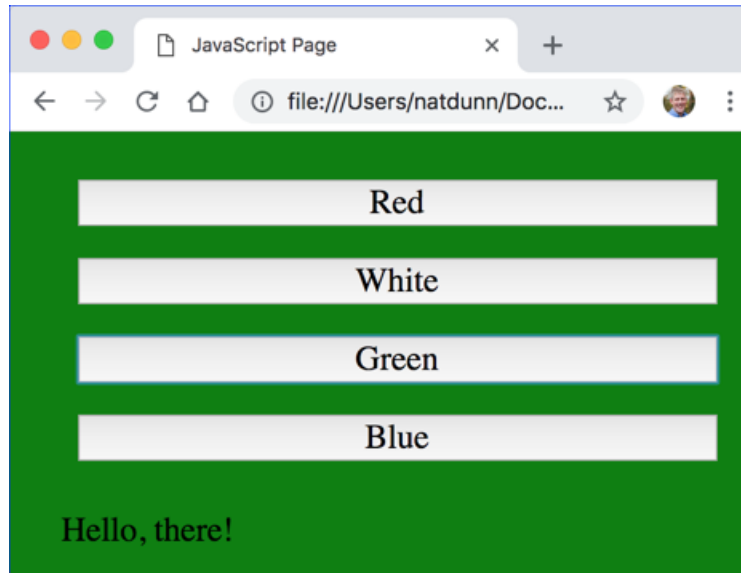 JavaScript Page
file:///Users/natdunn/Doc...
Red
White
Green
Blue
Hello, there!